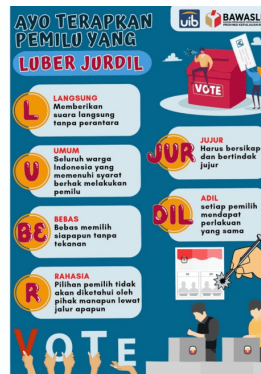 AYO TERAPKAN
PEMILU YANG
LUBER JURDIL
uib
BAWASLU
VOTE
L
LANGSUNG
Memberikan
suara langsung
tanpa perantara
U
UMUM
Seluruh warga
Indonesia yang
memenuhi syarat
berhak melakukan
pemilu
BE
BEBAS
Bebas memilih
siapapun tanpa
tekanan
R
RAHASIA
Pilihan pemilih tidak
akan diketahui oleh
pihak manapun lewat
jalur apapun
JUR
JUJUR
Harus bersikap
dan bertindak
jujur
DIL
ADIL
setiap pemilih
mendapat
perlakuan
yang sama
VOTE